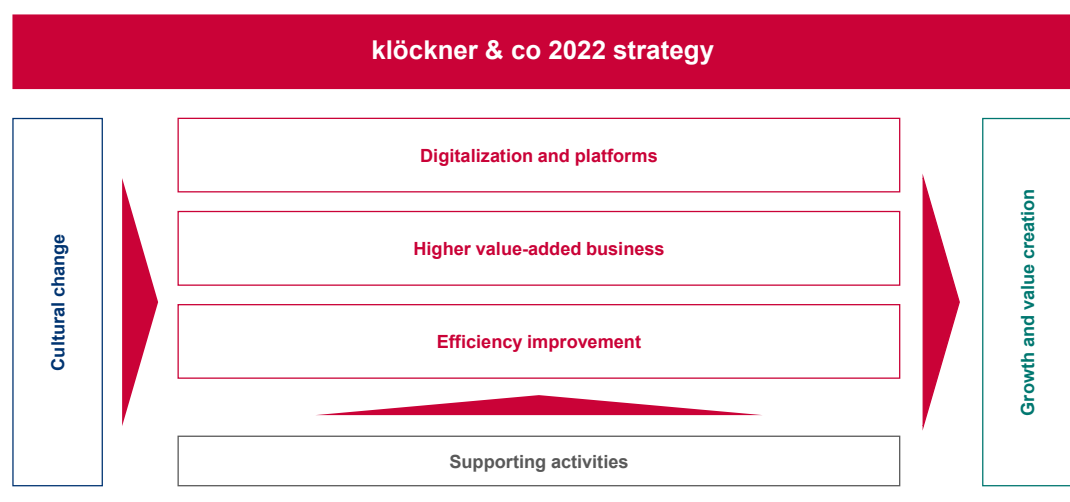 klöckner & co 2022 strategy
Cultural change
Digitalization and platforms
Higher value-added business
Efficiency improvement
Supporting activities
Growth and value creation